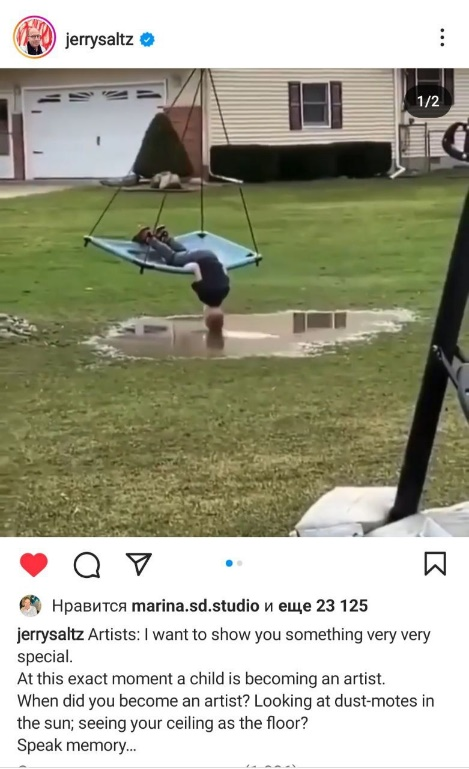 jerrysaltz
1/2
Нравится marina.sd.studio и еще 23 125
jerrysaltz Artists: I want to show you something very very
special.
At this exact moment a child is becoming an artist.
When did you become an artist? Looking at dust-motes in
the sun; seeing your ceiling as the floor?
Speak memory...